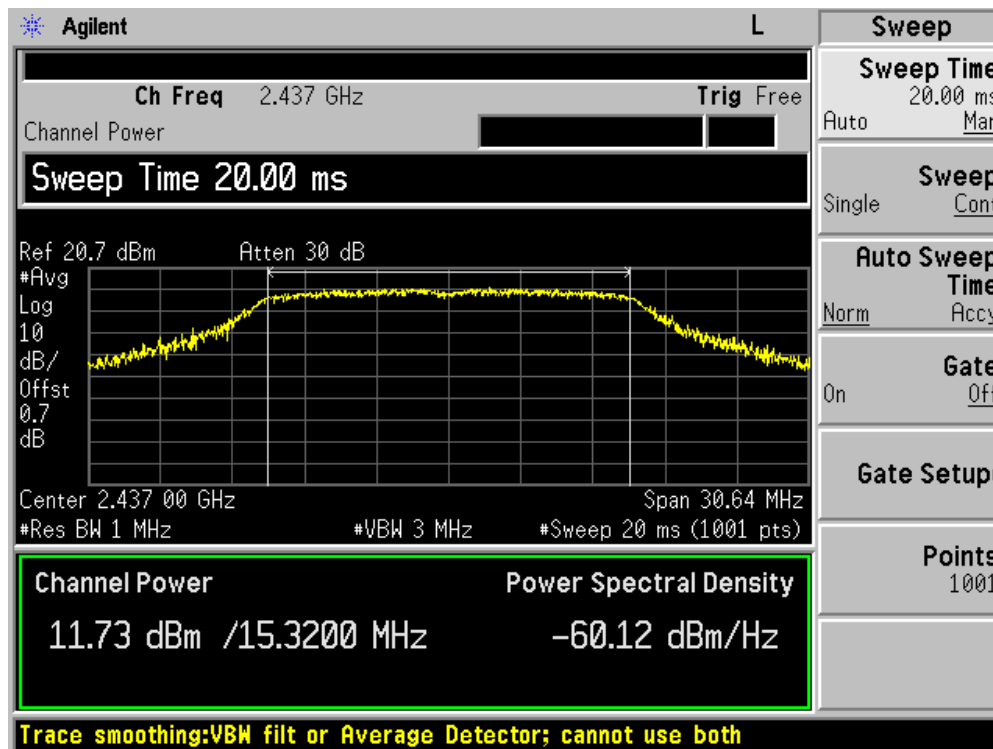 Agilent L
Ch Freq 2.437 GHz Trig Free
Channel Power
Sweep Time 20.00 ms
Ref 20.7 dBm Atten 30 dB
#Avg
Log
10
dB/
Offst
0.7
dB
Center 2.437 00 GHz Span 30.64 MHz
#Res BW 1 MHz #VBW 3 MHz #Sweep 20 ms (1001 pts)
Channel Power Power Spectral Density
11.73 dBm /15.3200 MHz -60.12 dBm/Hz
Trace smoothing:VBW filt or Average Detector; cannot use both
Sweep
Sweep Time
20.00 ms
Auto Man
Sweep
Single Cont
Auto Sweep
Time
Norm Accy
Gate
On Off
Gate Setup
Points
1001